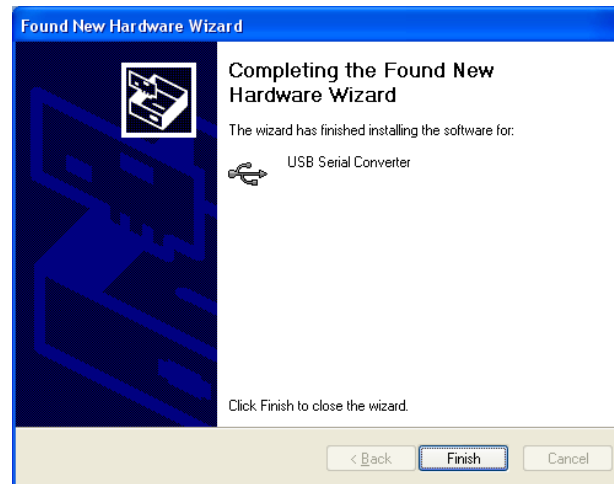 Found New Hardware Wizard
Completing the Found New
Hardware Wizard
The wizard has finished installing the software for:
USB Serial Converter
Click Finish to close the wizard.
< Back
Finish
Cancel